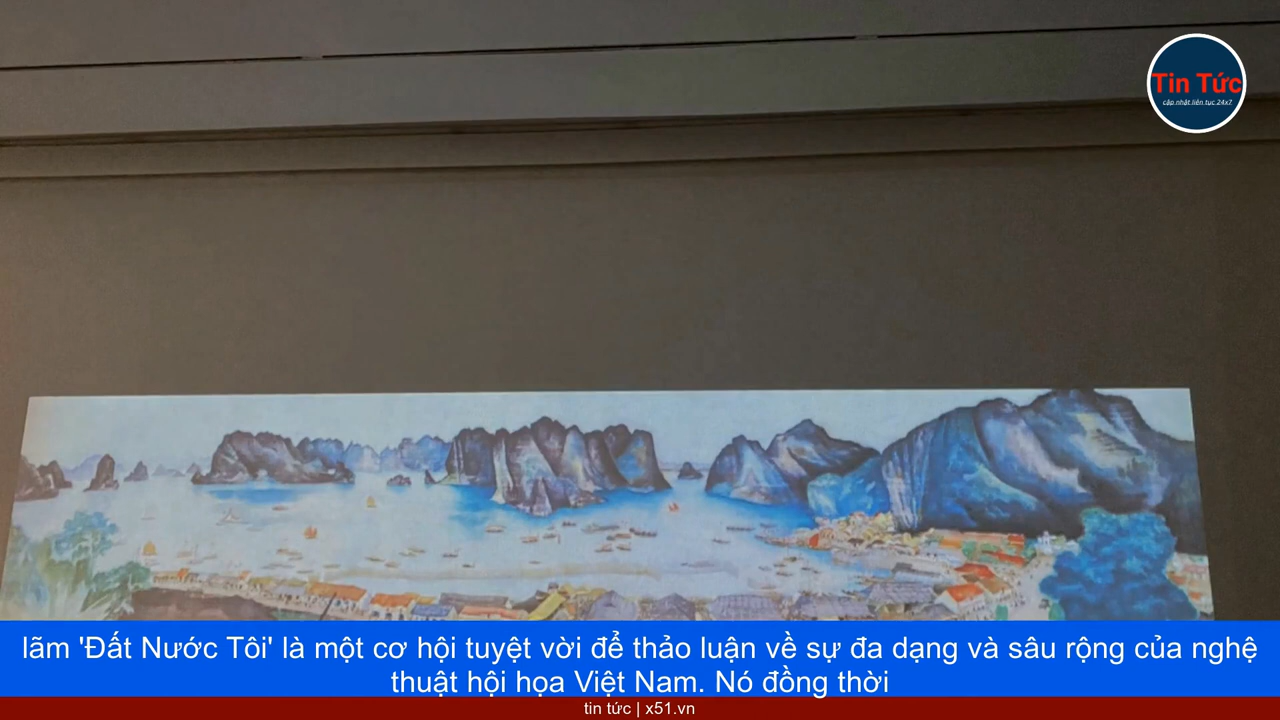 Tin Tức
cập nhật liên tục 24x7
lãm 'Đất Nước Tôi' là một cơ hội tuyệt vời để thảo luận về sự đa dạng và sâu rộng của nghệ
thuật hội họa Việt Nam. Nó đồng thời
tin tức | x51.vn